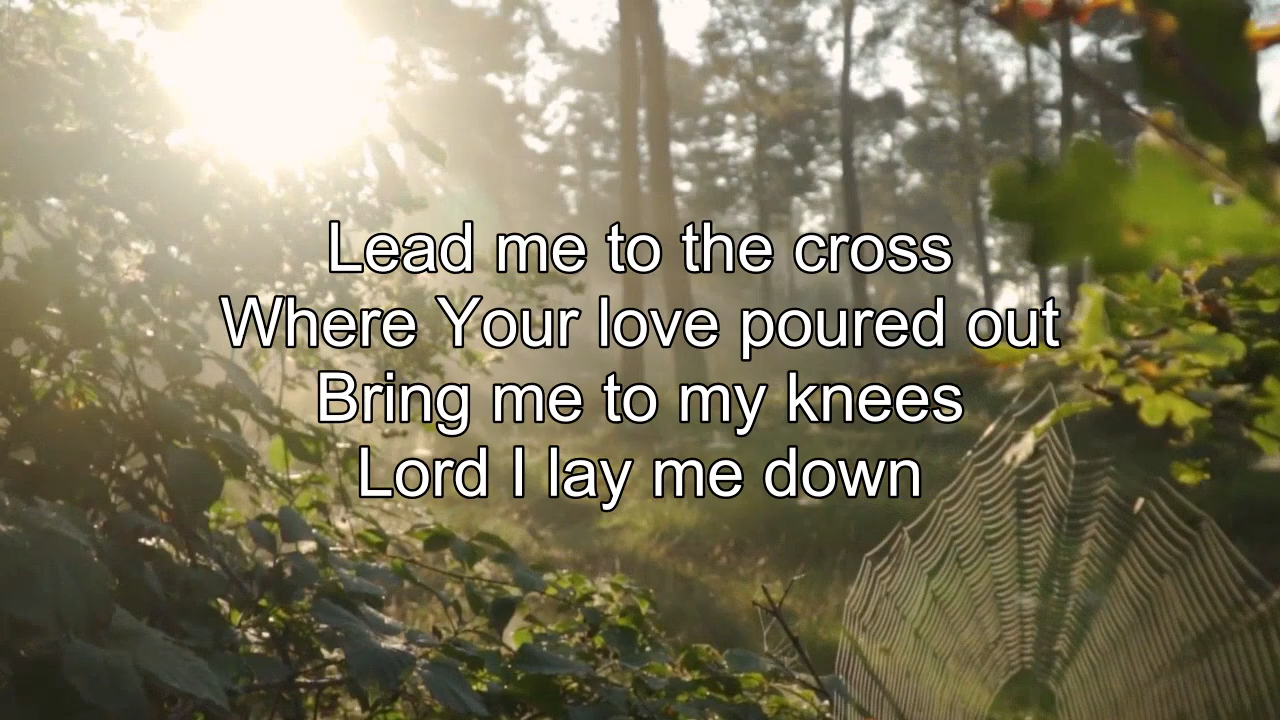 Lead me to the cross
Where Your love poured out
Bring me to my knees
Lord I lay me down